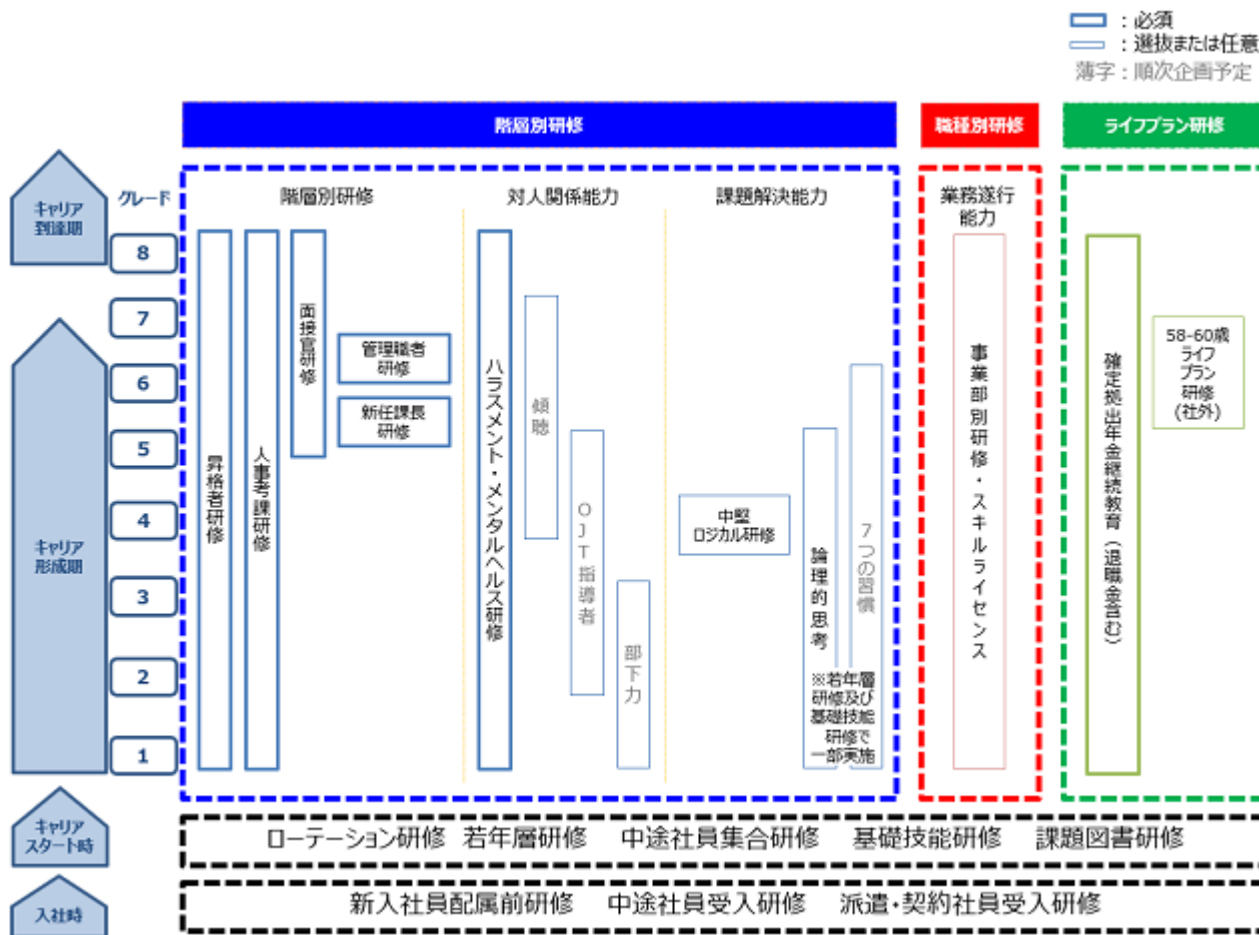 ：必須
：選抜または任意
薄字：順次企画予定
階層別研修
職種別研修
ライフプラン研修
キャリア
到達期
グレード
階層別研修
対人関係能力
課題解決能力
業務遂行
能力
8
7
6
5
4
3
2
1
キャリア
形成期
昇格者研修
人事考課研修
面接官研修
管理職者
研修
新任課長
研修
ハラスメント・メンタルヘルス研修
傾聴
OJT指導者
部下力
中堅
ロジカル研修
論理的思考
7つの習慣
※若年層
研修及び
基礎技能
研修で
一部実施
事業部別研修・スキルライセンス
確定拠出年金継続教育（退職金含む）
58-60歳
ライフ
プラン
研修
(社外)
キャリア
スタート時
ローテーション研修 若年層研修 中途社員集合研修 基礎技能研修 課題図書研修
入社時
新入社員配属前研修 中途社員受入研修 派遣・契約社員受入研修